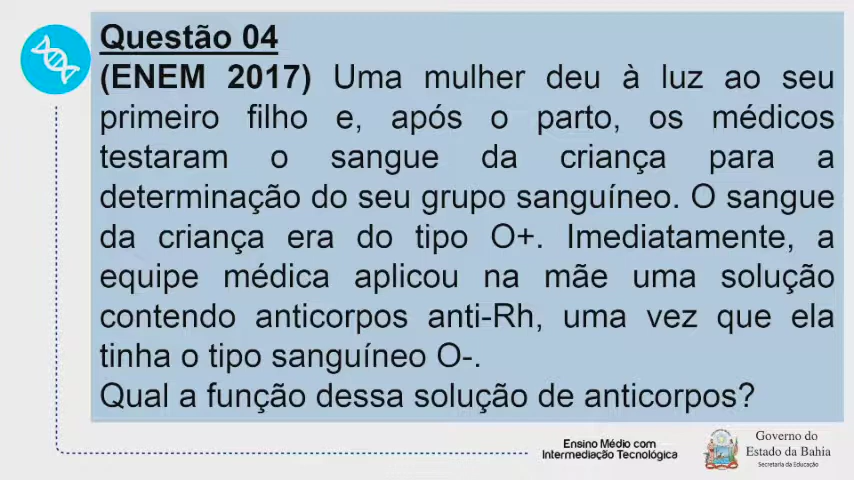 Questão 04
(ENEM 2017) Uma mulher deu à luz ao seu
primeiro filho e, após o parto, os médicos
testaram o sangue da criança para a
determinação do seu grupo sanguíneo. O sangue
da criança era do tipo O+. Imediatamente, a
equipe médica aplicou na mãe uma solução
contendo anticorpos anti-Rh, uma vez que ela
tinha o tipo sanguíneo O-.
Qual a função dessa solução de anticorpos?
Ensino Médio com
Intermediação Tecnológica
Governo do
Estado da Bahia
Secretaria da Educação